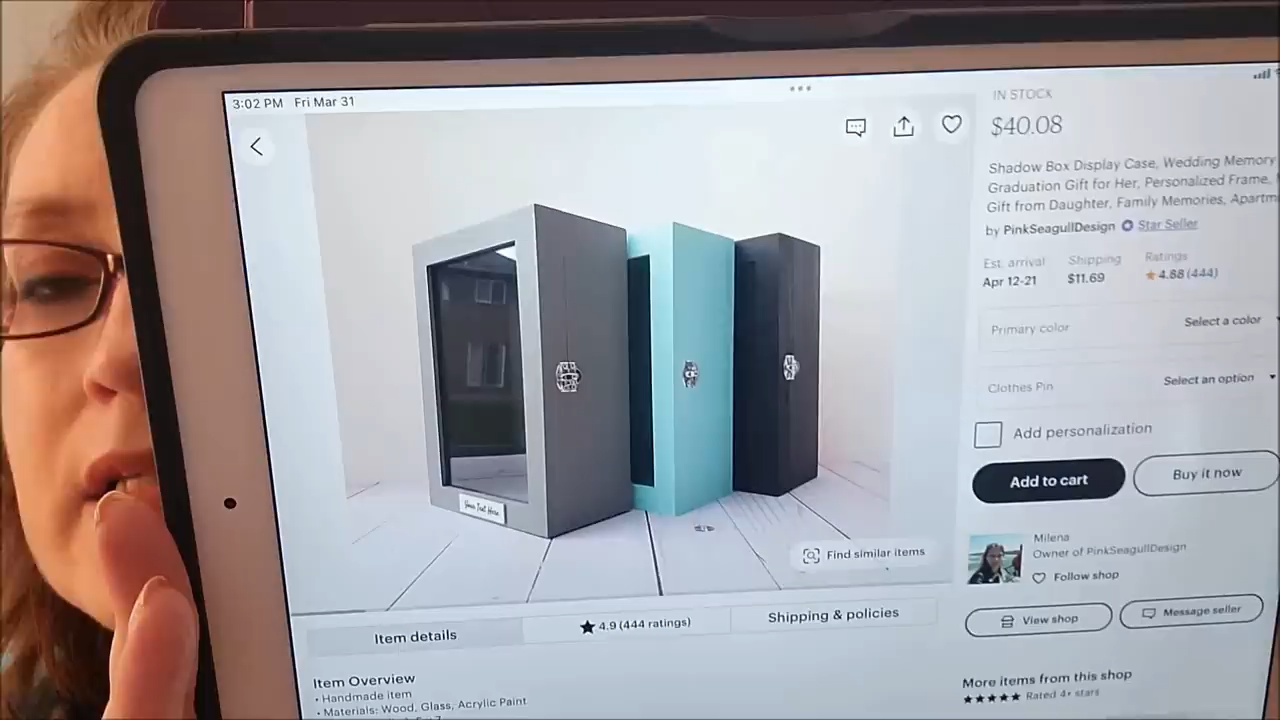 3:02 PM Fri Mar 31
IN STOCK
$40.08
Shadow Box Display Case, Wedding Memory
Graduation Gift for Her, Personalized Frame,
Gift from Daughter, Family Memories, Apartm
by PinkSeagullDesign Star Seller
Est. arrival Shipping Ratings
Apr 12-21 $11.69 4.88 (444)
Primary color Select a color
Clothes Pin Select an option
Add personalization
Add to cart Buy it now
Your Text Here
Find similar items
Milena
Owner of PinkSeagullDesign
Follow shop
View shop Message seller
Item details 4.9 (444 ratings) Shipping & policies
Item Overview
• Handmade item
• Materials: Wood, Glass, Acrylic Paint
More items from this shop
Rated 4+ stars